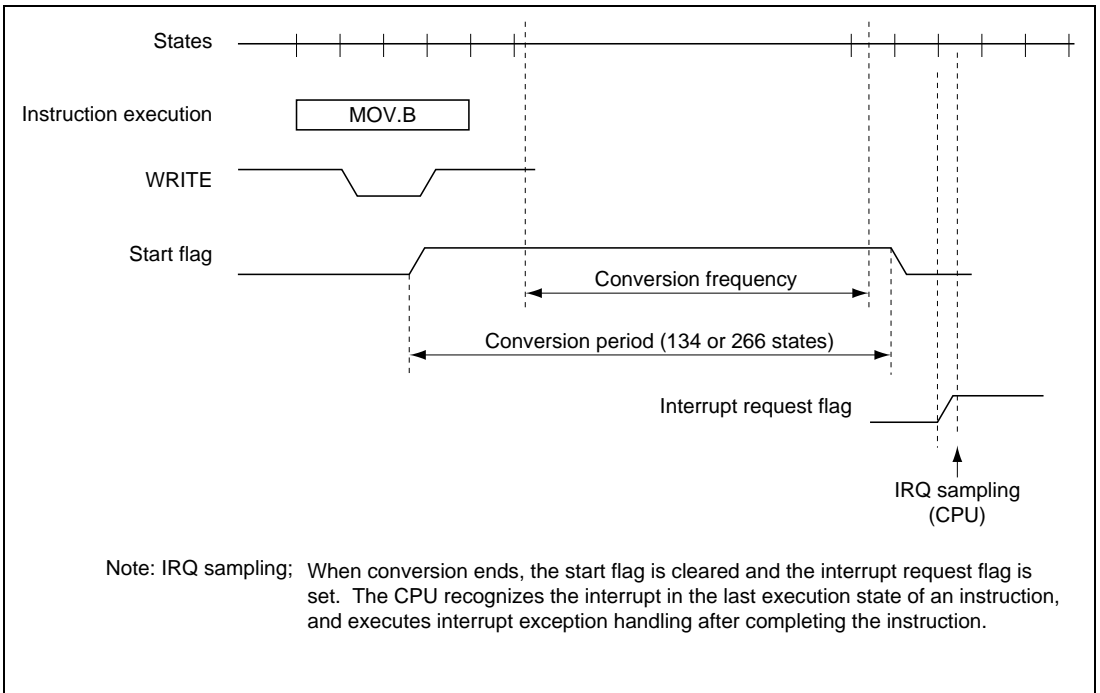 States
Instruction execution
MOV.B
WRITE
Start flag
Conversion frequency
Conversion period (134 or 266 states)
Interrupt request flag
IRQ sampling
(CPU)
Note: IRQ sampling; When conversion ends, the start flag is cleared and the interrupt request flag is
set. The CPU recognizes the interrupt in the last execution state of an instruction,
and executes interrupt exception handling after completing the instruction.